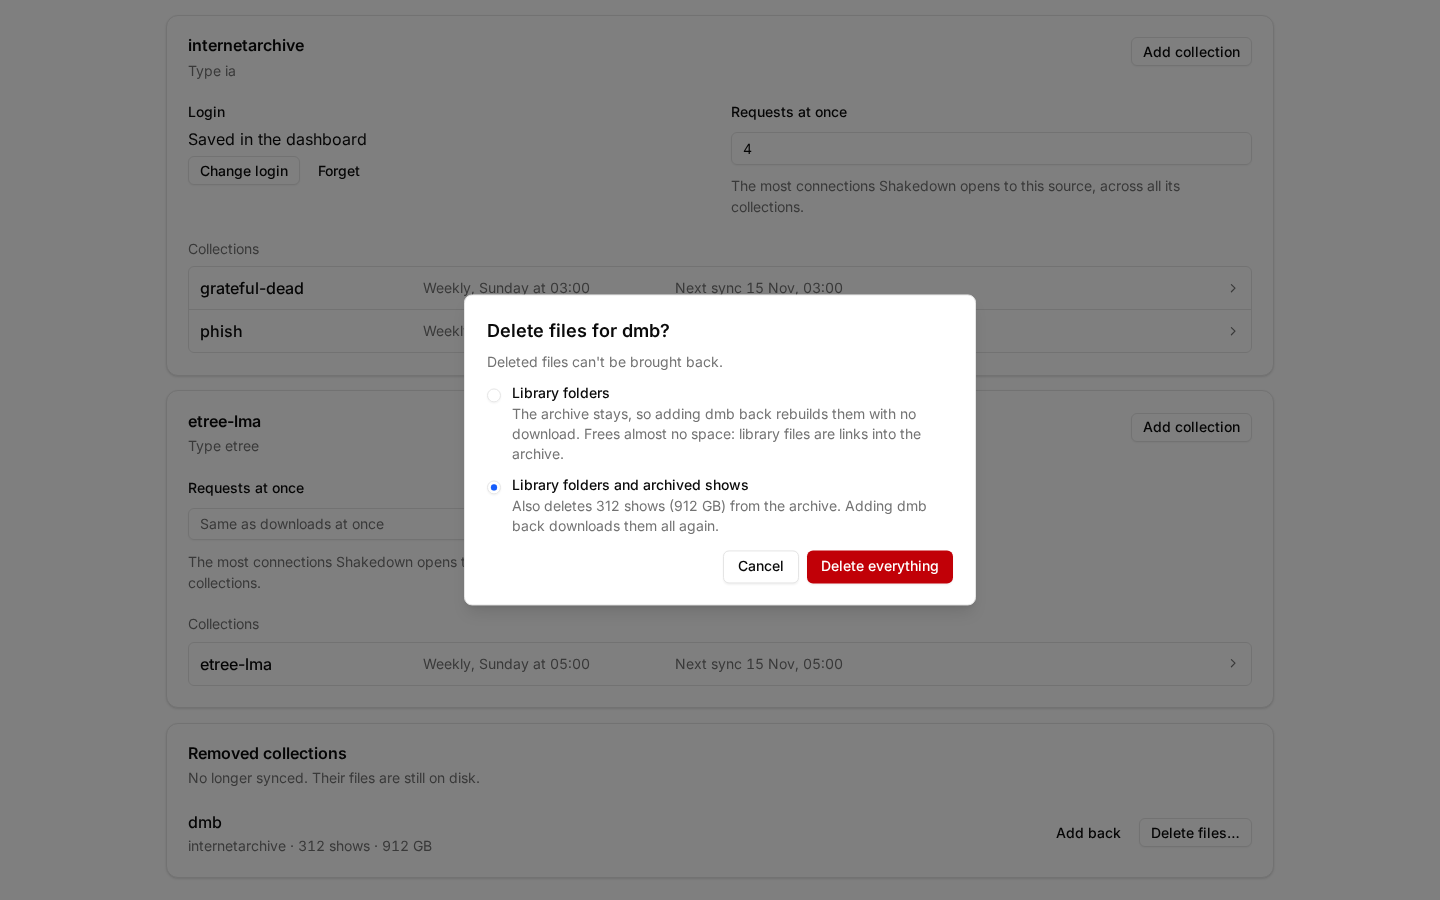 internetarchive
Type ia
Add collection
Login
Saved in the dashboard
Change login
Forget
Requests at once
4
The most connections Shakedown opens to this source, across all its
collections.
Collections
grateful-dead
Weekly, Sunday at 03:00
Next sync 15 Nov, 03:00
phish
Delete files for dmb?
Deleted files can't be brought back.
Library folders
The archive stays, so adding dmb back rebuilds them with no
download. Frees almost no space: library files are links into the
archive.
Library folders and archived shows
Also deletes 312 shows (912 GB) from the archive. Adding dmb
back downloads them all again.
Cancel
Delete everything
etree-lma
Type etree
Add collection
Requests at once
Same as downloads at once
The most connections Shakedown opens
collections.
Collections
etree-lma
Weekly, Sunday at 05:00
Next sync 15 Nov, 05:00
Removed collections
No longer synced. Their files are still on disk.
dmb
internetarchive · 312 shows · 912 GB
Add back
Delete files...